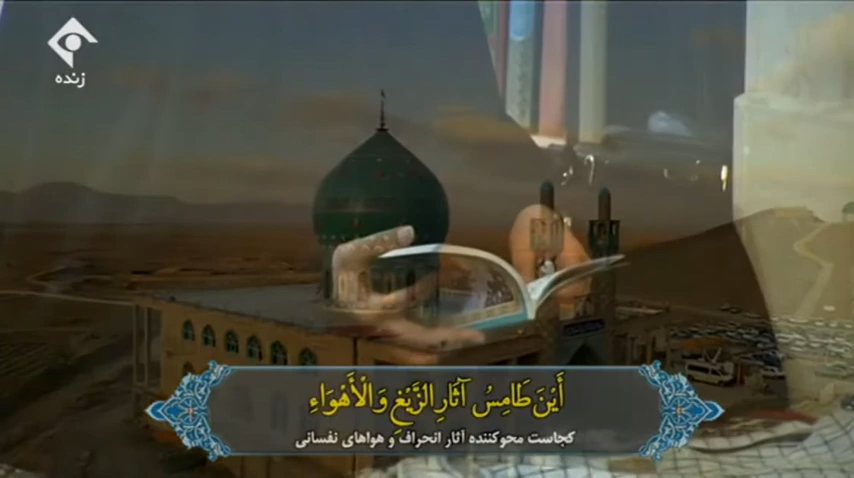 زنده
أَيْنَ طَامِسُ آثَارِ الزَّيْغِ وَالْأَهْوَاءِ
کجاست محوکننده آثار انحراف و هواهای نفسانی